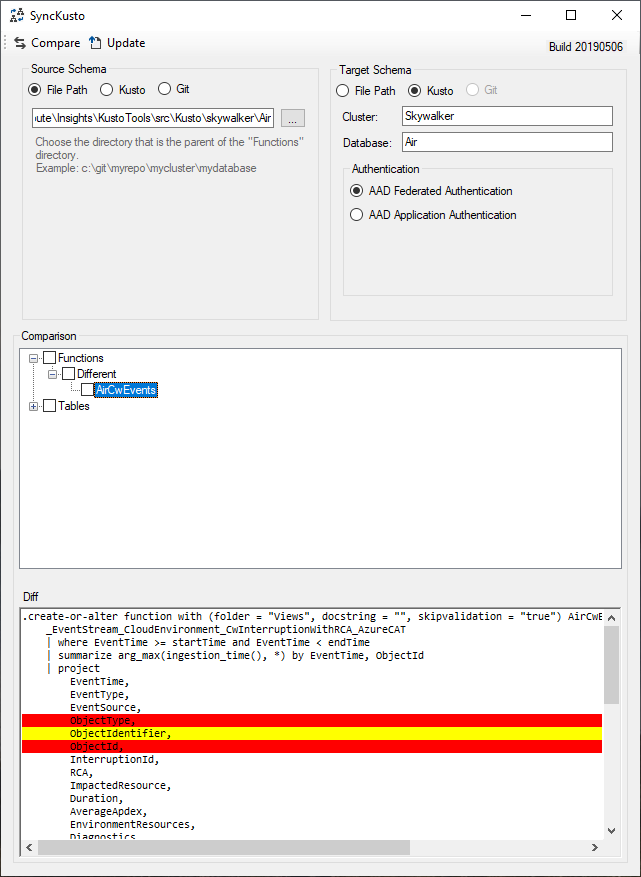 SyncKusto
Compare
Update
Build 20190506
Source Schema
File Path
Kusto
Git
ute\Insights\KustoTools\src\Kusto\skywalker\Air
...
Choose the directory that is the parent of the "Functions"
directory.
Example: c:\git\myrepo\mycluster\mydatabase
Target Schema
File Path
Kusto
Git
Cluster:
Skywalker
Database:
Air
Authentication
AAD Federated Authentication
AAD Application Authentication
Comparison
Functions
Different
AirCwEvents
Tables
Diff
.create-or-alter function with (folder = "Views", docstring = "", skipvalidation = "true") AirCwE
_EventStream_CloudEnvironment_CwInterruptionWithRCA_AzureCAT
| where EventTime >= startTime and EventTime < endTime
| summarize arg_max(ingestion_time(), *) by EventTime, ObjectId
| project
EventTime,
EventType,
EventSource,
ObjectType,
ObjectIdentifier,
ObjectId,
InterruptionId,
RCA,
ImpactedResource,
Duration,
AverageApdex,
EnvironmentResources,
Diagnostics